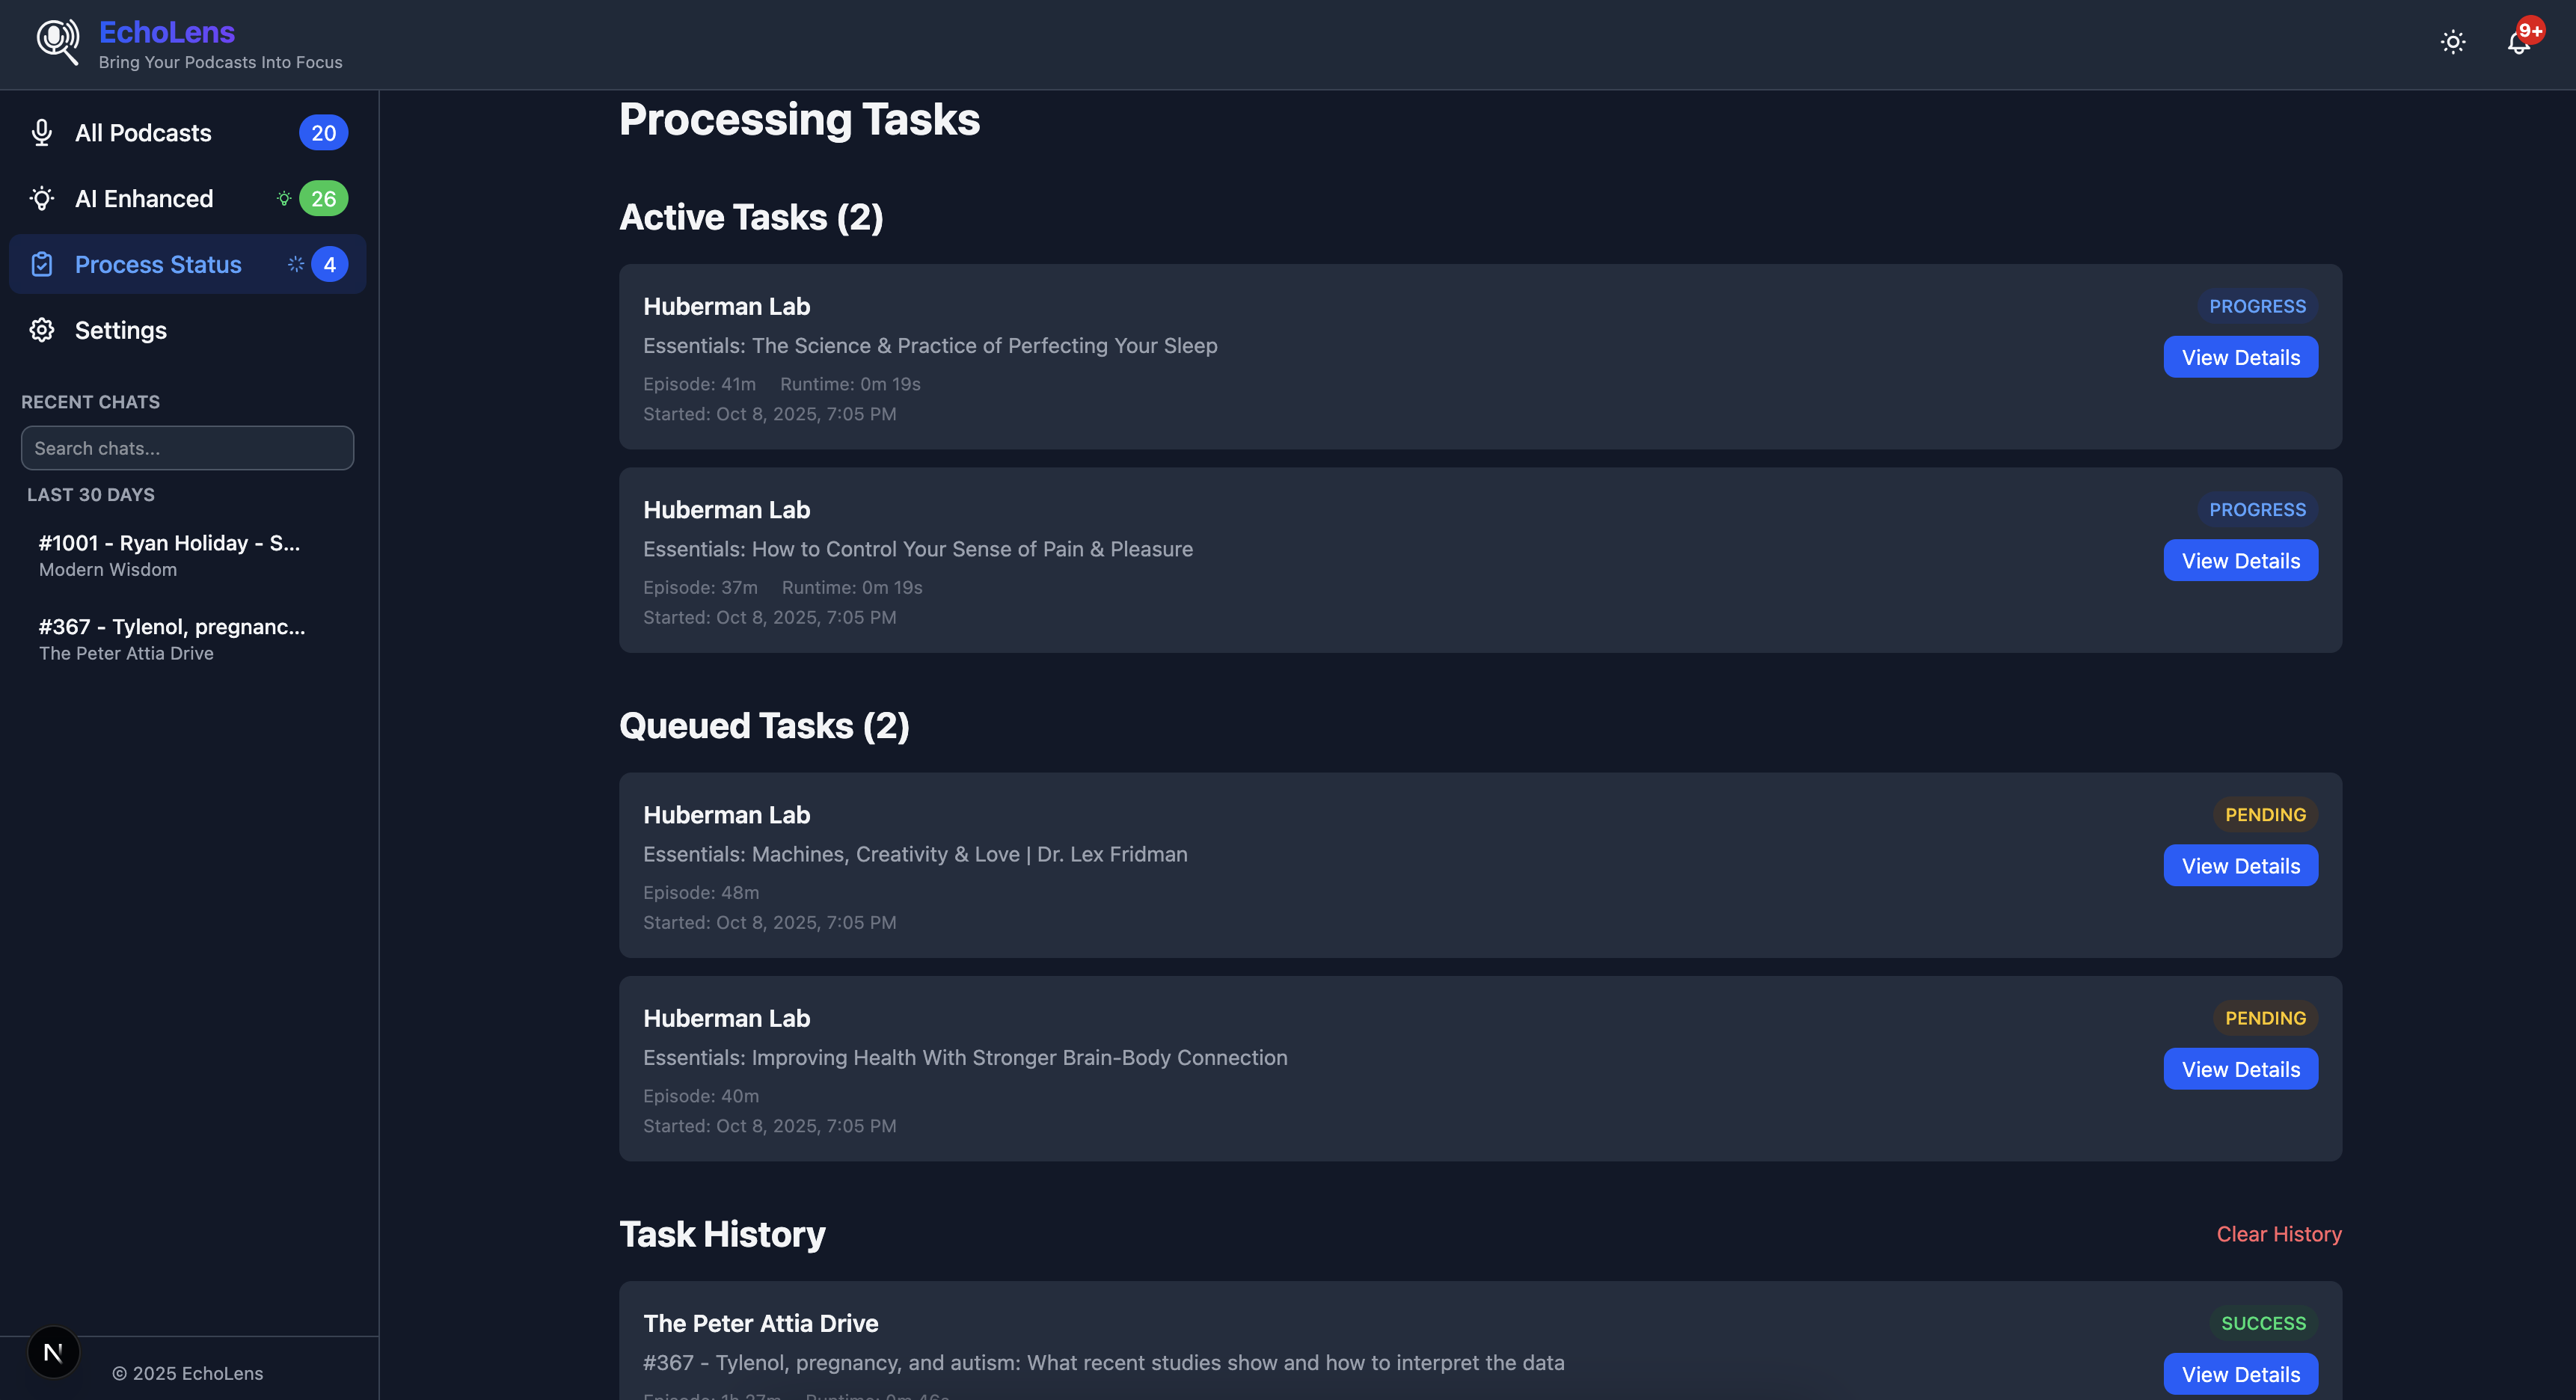 EchoLens
Bring Your Podcasts Into Focus
9+
All Podcasts 20
AI Enhanced 26
Process Status 4
Settings
RECENT CHATS
Search chats...
LAST 30 DAYS
#1001 - Ryan Holiday - S...
Modern Wisdom
#367 - Tylenol, pregnanc...
The Peter Attia Drive
N
© 2025 EchoLens
Processing Tasks
Active Tasks (2)
Huberman Lab
PROGRESS
Essentials: The Science & Practice of Perfecting Your Sleep
View Details
Episode: 41m Runtime: 0m 19s
Started: Oct 8, 2025, 7:05 PM
Huberman Lab
PROGRESS
Essentials: How to Control Your Sense of Pain & Pleasure
View Details
Episode: 37m Runtime: 0m 19s
Started: Oct 8, 2025, 7:05 PM
Queued Tasks (2)
Huberman Lab
PENDING
Essentials: Machines, Creativity & Love | Dr. Lex Fridman
View Details
Episode: 48m
Started: Oct 8, 2025, 7:05 PM
Huberman Lab
PENDING
Essentials: Improving Health With Stronger Brain-Body Connection
View Details
Episode: 40m
Started: Oct 8, 2025, 7:05 PM
Task History
Clear History
The Peter Attia Drive
SUCCESS
#367 - Tylenol, pregnancy, and autism: What recent studies show and how to interpret the data
View Details
Episode: 1h 27m Runtime: 0m 46s